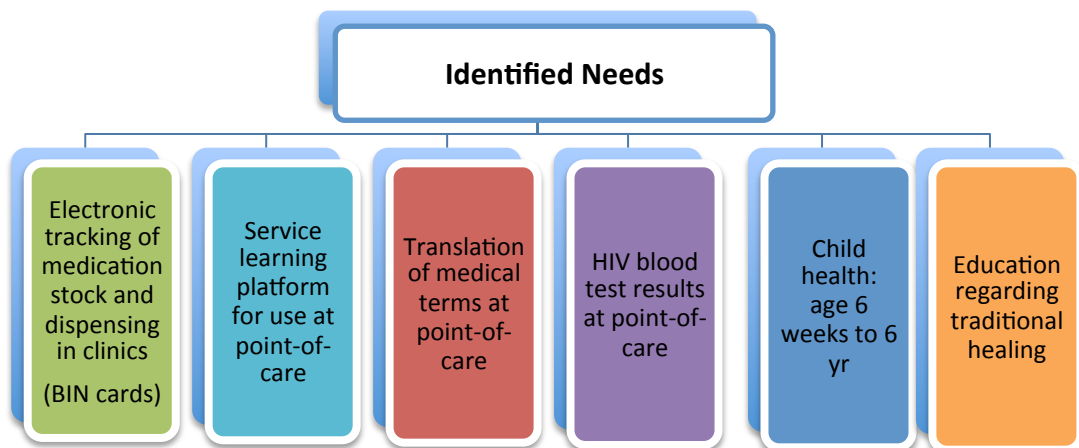 Identified Needs
Electronic
tracking of
medication
stock and
dispensing
in clinics
(BIN cards)
Service
learning
platform
for use at
point-of-
care
Translation
of medical
terms at
point-of-
care
HIV blood
test results
at point-of-
care
Child
health:
age 6
weeks to 6
yr
Education
regarding
traditional
healing